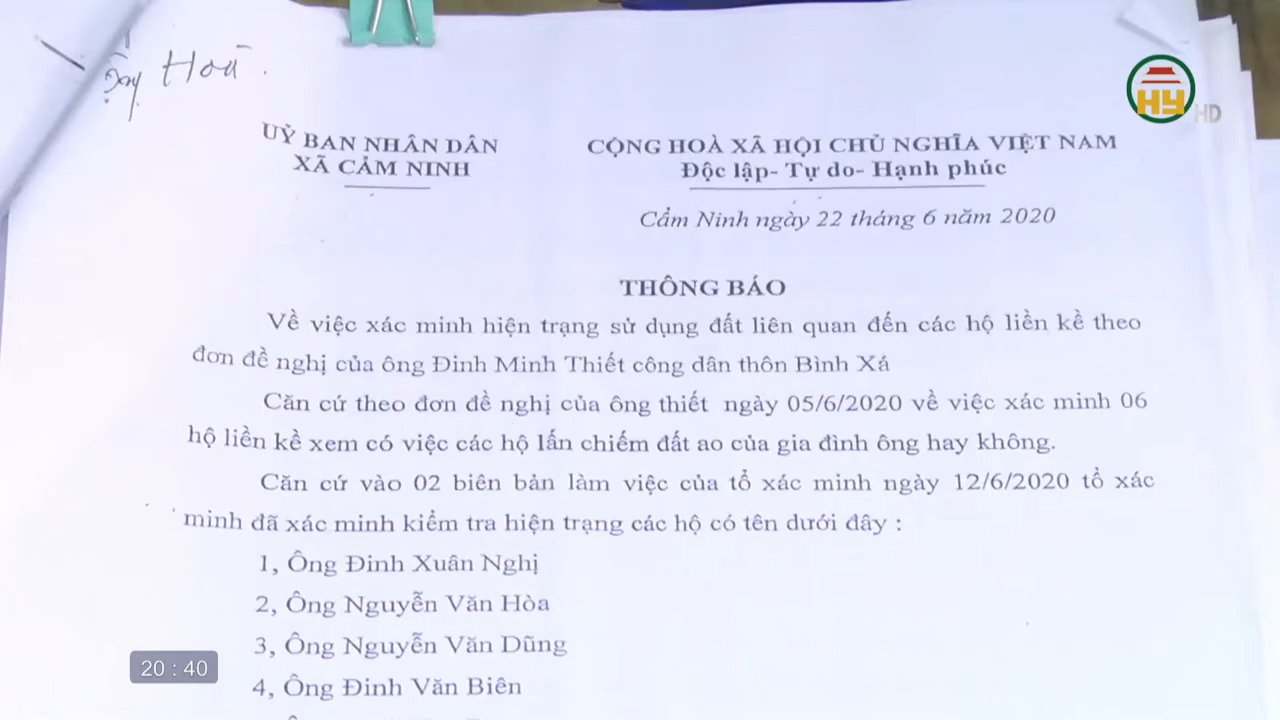 Hoà.
HY HD
UỶ BAN NHÂN DÂN
XÃ CẨM NINH
CỘNG HOÀ XÃ HỘI CHỦ NGHĨA VIỆT NAM
Độc lập- Tự do- Hạnh phúc
Cẩm Ninh ngày 22 tháng 6 năm 2020
THÔNG BÁO
Về việc xác minh hiện trạng sử dụng đất liên quan đến các hộ liền kề theo
đơn đề nghị của ông Đinh Minh Thiết công dân thôn Bình Xá
Căn cứ theo đơn đề nghị của ông thiết ngày 05/6/2020 về việc xác minh 06
hộ liền kề xem có việc các hộ lấn chiếm đất ao của gia đình ông hay không.
Căn cứ vào 02 biên bản làm việc của tổ xác minh ngày 12/6/2020 tổ xác
minh đã xác minh kiểm tra hiện trạng các hộ có tên dưới đây :
1, Ông Đinh Xuân Nghị
2, Ông Nguyễn Văn Hòa
3, Ông Nguyễn Văn Dũng
4, Ông Đinh Văn Biên
20 : 40